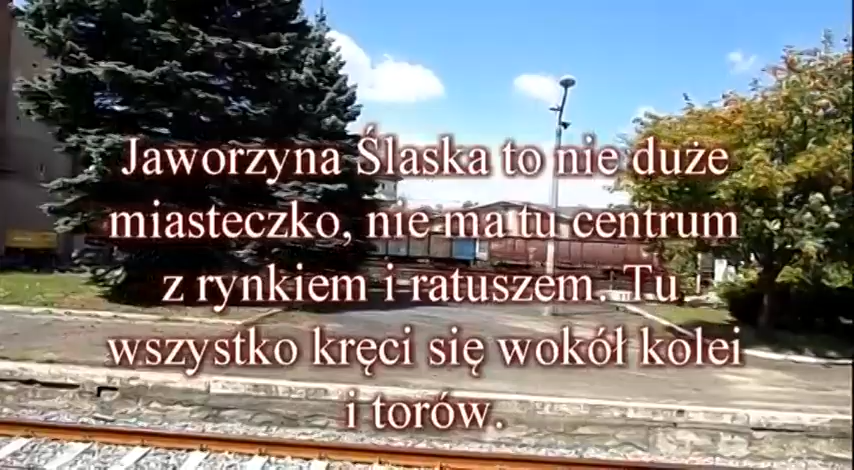 Jaworzyna Śląska to nie duże
miasteczko, nie ma tu centrum
z rynkiem i ratuszem. Tu
wszystko kręci się wokół kolei
i torów.